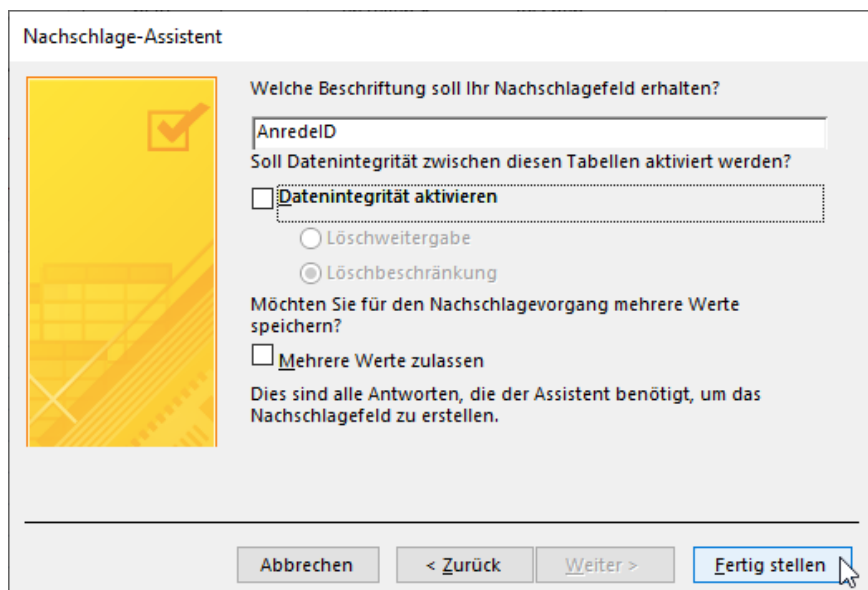 Nachschlage-Assistent
Welche Beschriftung soll Ihr Nachschlagefeld erhalten?
AnredeID
Soll Datenintegrität zwischen diesen Tabellen aktiviert werden?
Datenintegrität aktivieren
Löschweitergabe
Löschbeschränkung
Möchten Sie für den Nachschlagevorgang mehrere Werte
speichern?
Mehrere Werte zulassen
Dies sind alle Antworten, die der Assistent benötigt, um das
Nachschlagefeld zu erstellen.
Abbrechen < Zurück Weiter > Fertig stellen